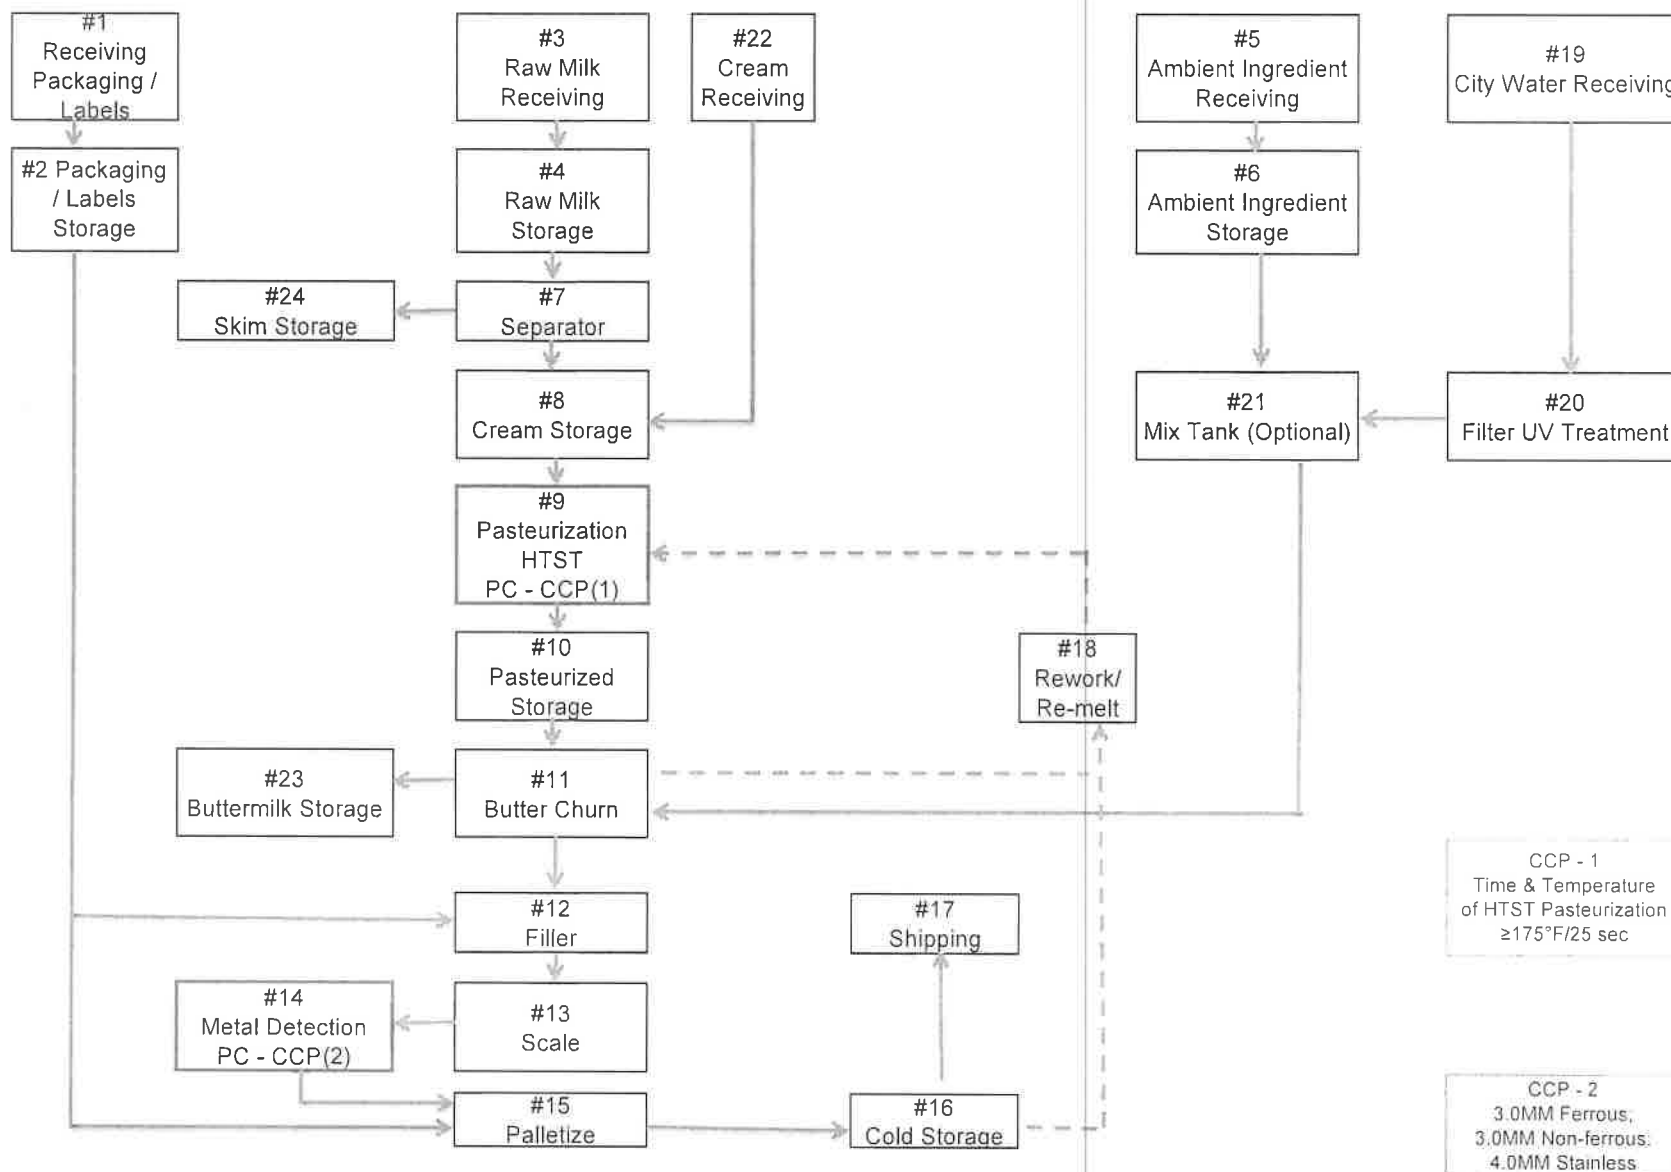 #1
Receiving
Packaging /
Labels
#2 Packaging
/ Labels
Storage
#3
Raw Milk
Receiving
#22
Cream
Receiving
#4
Raw Milk
Storage
#24
Skim Storage
#7
Separator
#8
Cream Storage
#9
Pasteurization
HTST
PC - CCP(1)
#10
Pasteurized
Storage
#23
Buttermilk Storage
#11
Butter Churn
#12
Filler
#14
Metal Detection
PC - CCP(2)
#13
Scale
#15
Palletize
#17
Shipping
#16
Cold Storage
#18
Rework/
Re-melt
#5
Ambient Ingredient
Receiving
#6
Ambient Ingredient
Storage
#21
Mix Tank (Optional)
#19
City Water Receiving
#20
Filter UV Treatment
CCP - 1
Time & Temperature
of HTST Pasteurization
≥175°F/25 sec
CCP - 2
3.0MM Ferrous;
3.0MM Non-ferrous;
4.0MM Stainless